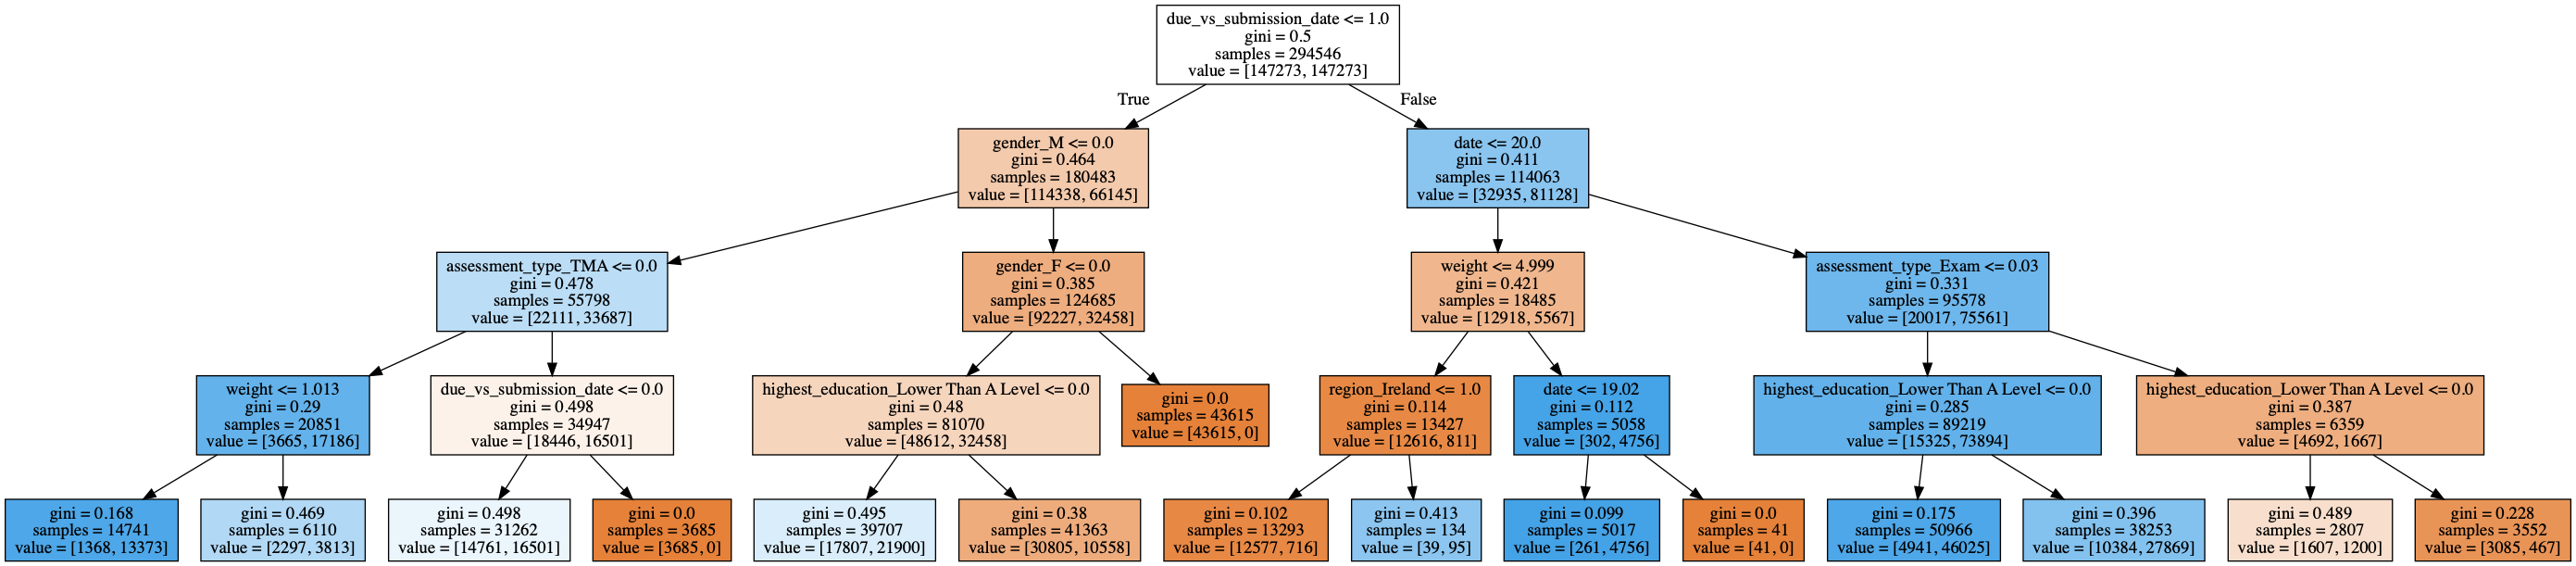 due_vs_submission_date <= 1.0
gini = 0.5
samples = 294546
value = [147273, 147273]
True
False
gender_M <= 0.0
gini = 0.464
samples = 180483
value = [114338, 66145]
date <= 20.0
gini = 0.411
samples = 114063
value = [32935, 81128]
assessment_type_TMA <= 0.0
gini = 0.478
samples = 55798
value = [22111, 33687]
gender_F <= 0.0
gini = 0.385
samples = 124685
value = [92227, 32458]
weight <= 4.999
gini = 0.421
samples = 18485
value = [12918, 5567]
assessment_type_Exam <= 0.03
gini = 0.331
samples = 95578
value = [20017, 75561]
weight <= 1.013
gini = 0.29
samples = 20851
value = [3665, 17186]
due_vs_submission_date <= 0.0
gini = 0.498
samples = 34947
value = [18446, 16501]
highest_education_Lower Than A Level <= 0.0
gini = 0.48
samples = 81070
value = [48612, 32458]
gini = 0.0
samples = 43615
value = [43615, 0]
region_Ireland <= 1.0
gini = 0.114
samples = 13427
value = [12616, 811]
date <= 19.02
gini = 0.112
samples = 5058
value = [302, 4756]
highest_education_Lower Than A Level <= 0.0
gini = 0.285
samples = 89219
value = [15325, 73894]
highest_education_Lower Than A Level <= 0.0
gini = 0.387
samples = 6359
value = [4692, 1667]
gini = 0.168
samples = 14741
value = [1368, 13373]
gini = 0.469
samples = 6110
value = [2297, 3813]
gini = 0.498
samples = 31262
value = [14761, 16501]
gini = 0.0
samples = 3685
value = [3685, 0]
gini = 0.495
samples = 39707
value = [17807, 21900]
gini = 0.38
samples = 41363
value = [30805, 10558]
gini = 0.102
samples = 13293
value = [12577, 716]
gini = 0.413
samples = 134
value = [39, 95]
gini = 0.099
samples = 5017
value = [261, 4756]
gini = 0.0
samples = 41
value = [41, 0]
gini = 0.175
samples = 50966
value = [4941, 46025]
gini = 0.396
samples = 38253
value = [10384, 27869]
gini = 0.489
samples = 2807
value = [1607, 1200]
gini = 0.228
samples = 3552
value = [3085, 467]